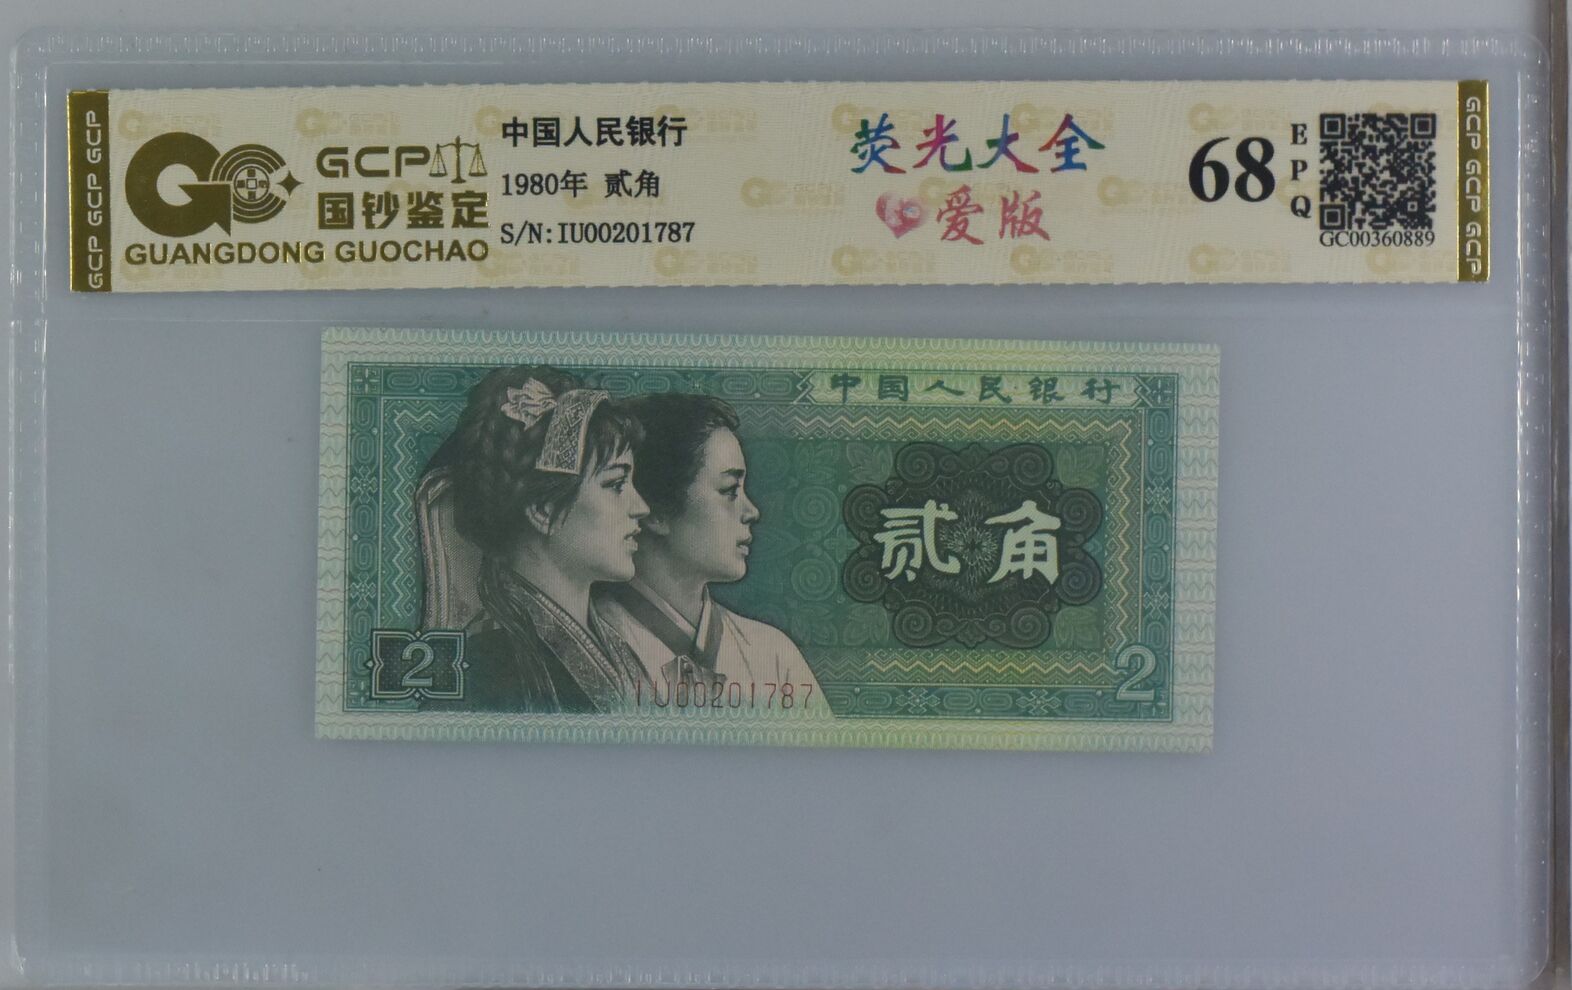 GCP GCP GCP
GCP
国钞鉴定
GUANGDONG GUOCHAO
中国人民银行
1980年 贰角
S/N:IU00201787
荧光大全
爱版
68
EPQ
GC00360889
GCP GCP GCP
中国人民银行
贰角
2
2
IU00201787